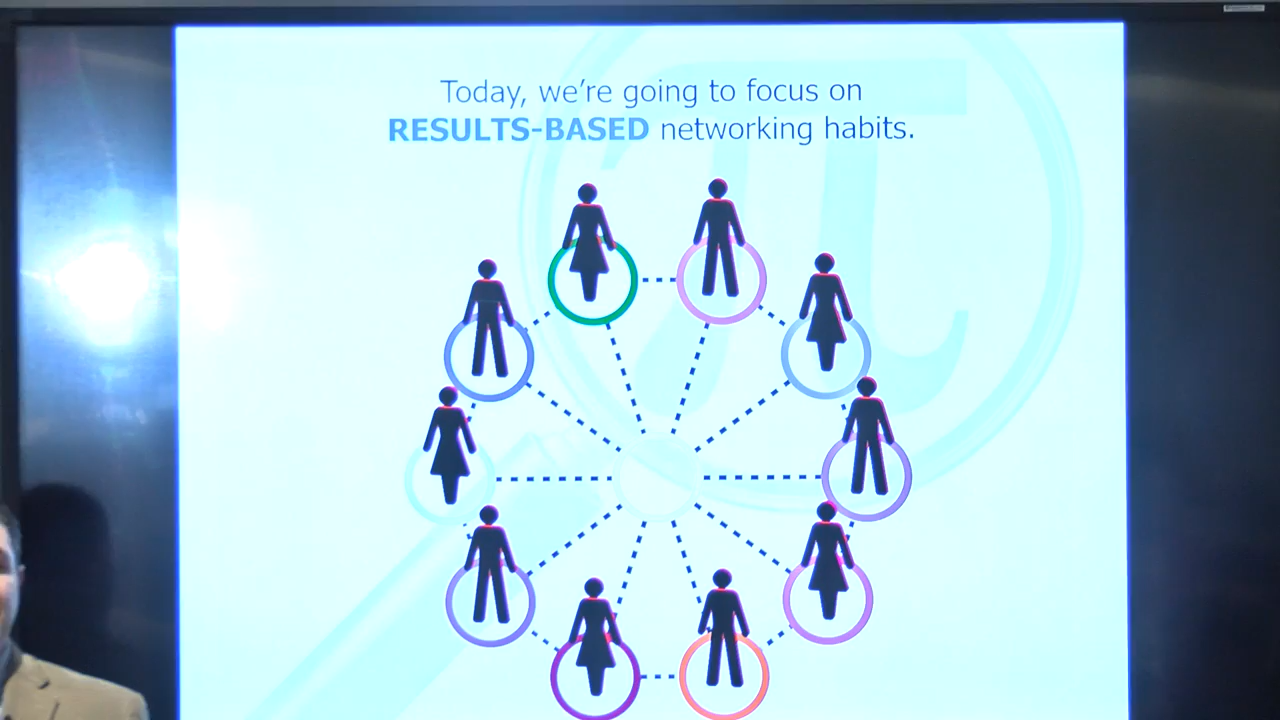 Today, we're going to focus on
RESULTS-BASED networking habits.